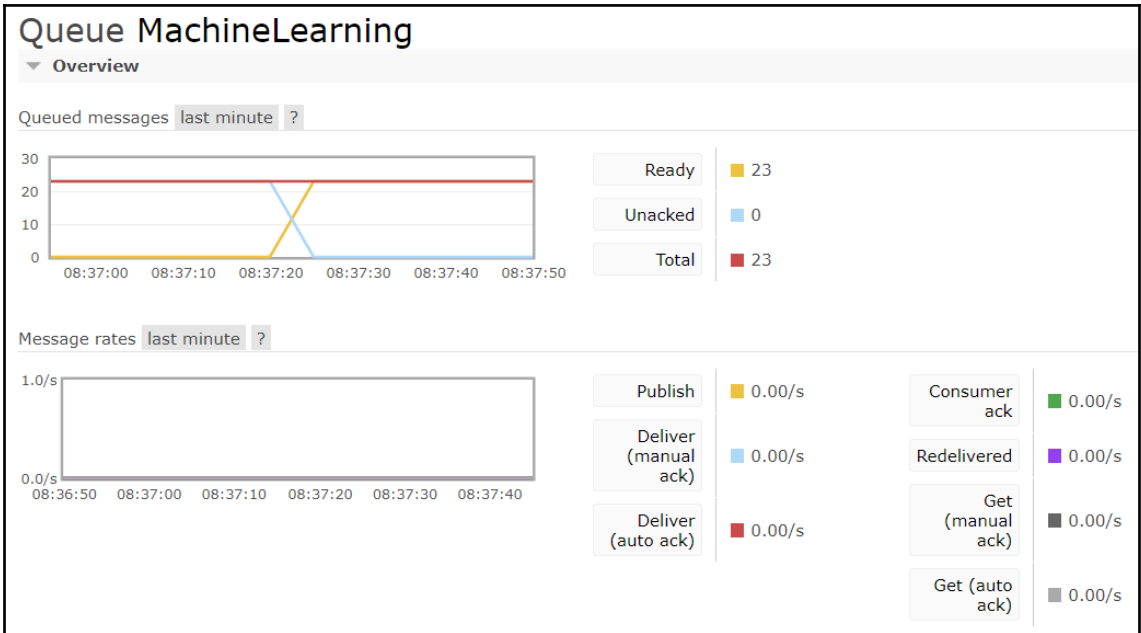 Queue MachineLearning
Overview
Queued messages last minute ?
30
20
10
0
08:37:00 08:37:10 08:37:20 08:37:30 08:37:40 08:37:50
Ready 23
Unacked 0
Total 23
Message rates last minute ?
1.0/s
0.0/s
08:36:50 08:37:00 08:37:10 08:37:20 08:37:30 08:37:40
Publish 0.00/s
Deliver
(manual 0.00/s
ack)
Deliver
(auto ack) 0.00/s
Consumer
ack 0.00/s
Redelivered 0.00/s
Get
(manual 0.00/s
ack)
Get (auto
ack) 0.00/s